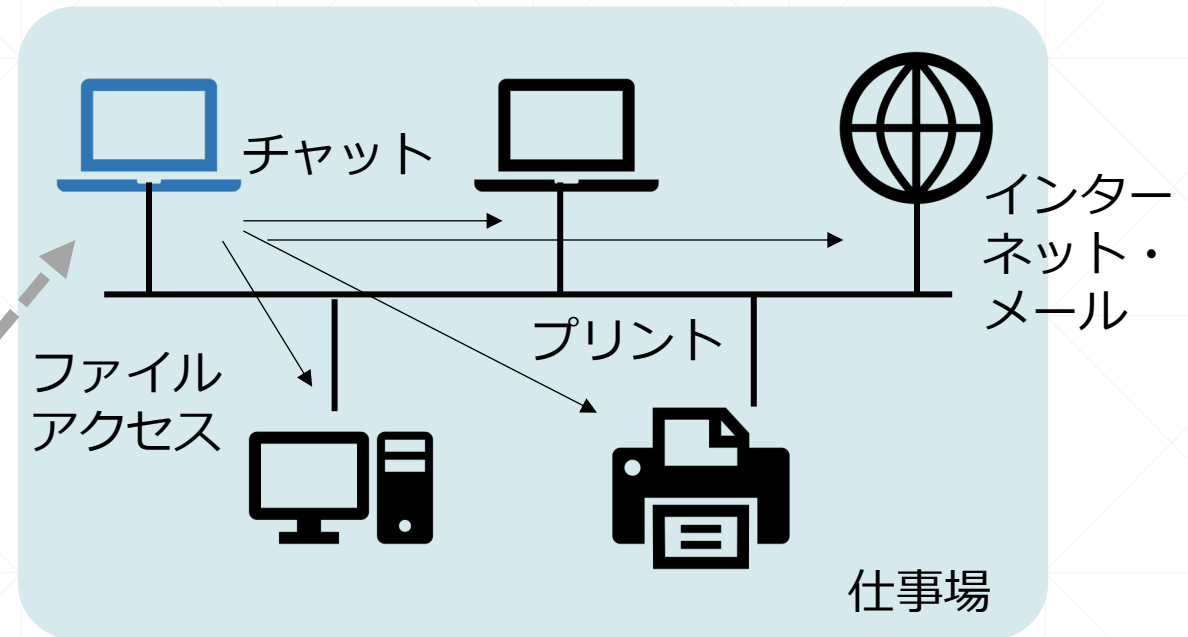 チャット
インター
ネット・
メール
プリント
ファイル
アクセス
仕事場